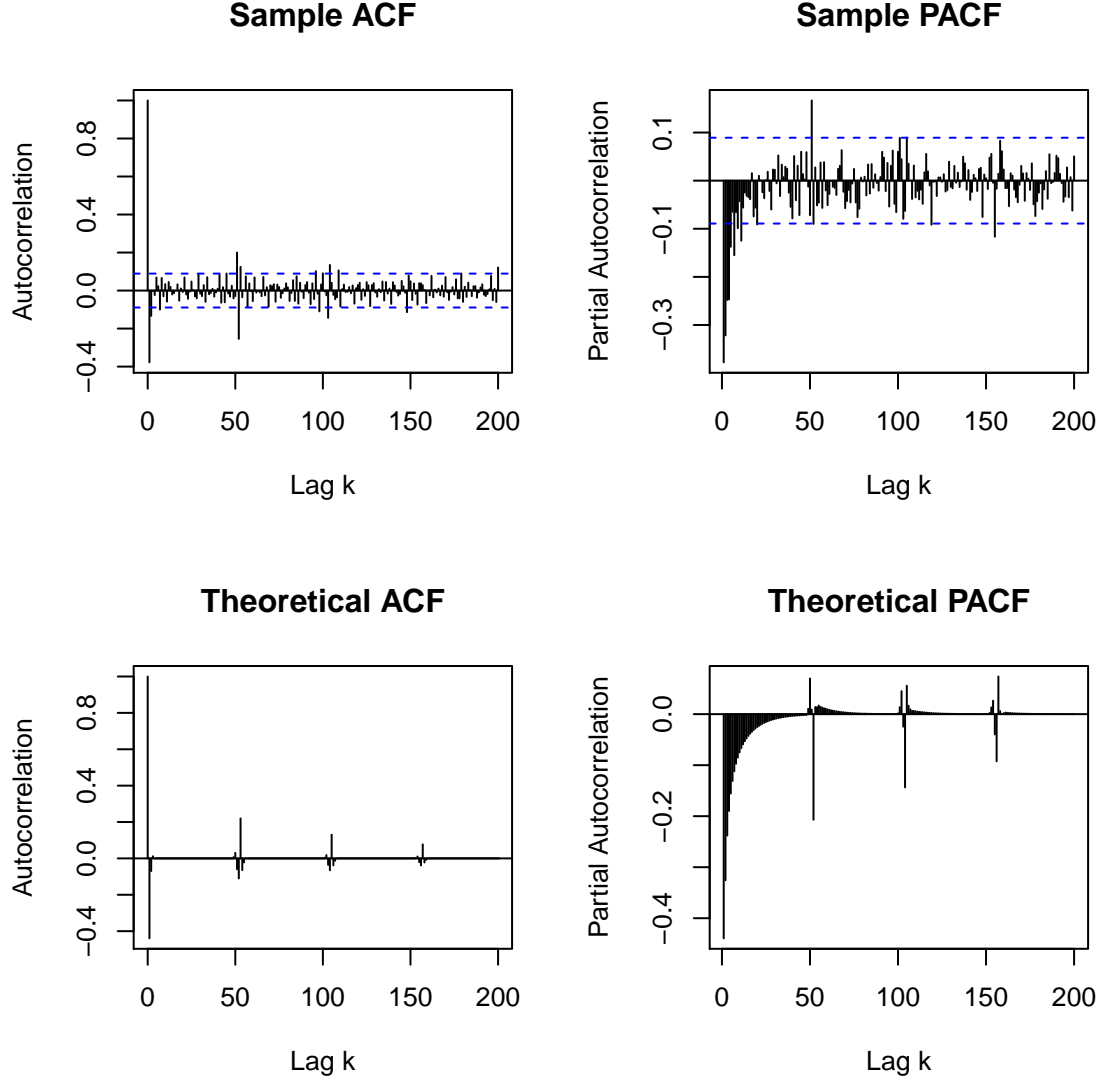 Sample ACF
Autocorrelation
0.8
0.4
0.0
−0.4
0 50 100 150 200
Lag k
Sample PACF
Partial Autocorrelation
0.1
−0.1
−0.3
0 50 100 150 200
Lag k
Theoretical ACF
Autocorrelation
0.8
0.4
0.0
−0.4
0 50 100 150 200
Lag k
Theoretical PACF
Partial Autocorrelation
0.0
−0.2
−0.4
0 50 100 150 200
Lag k